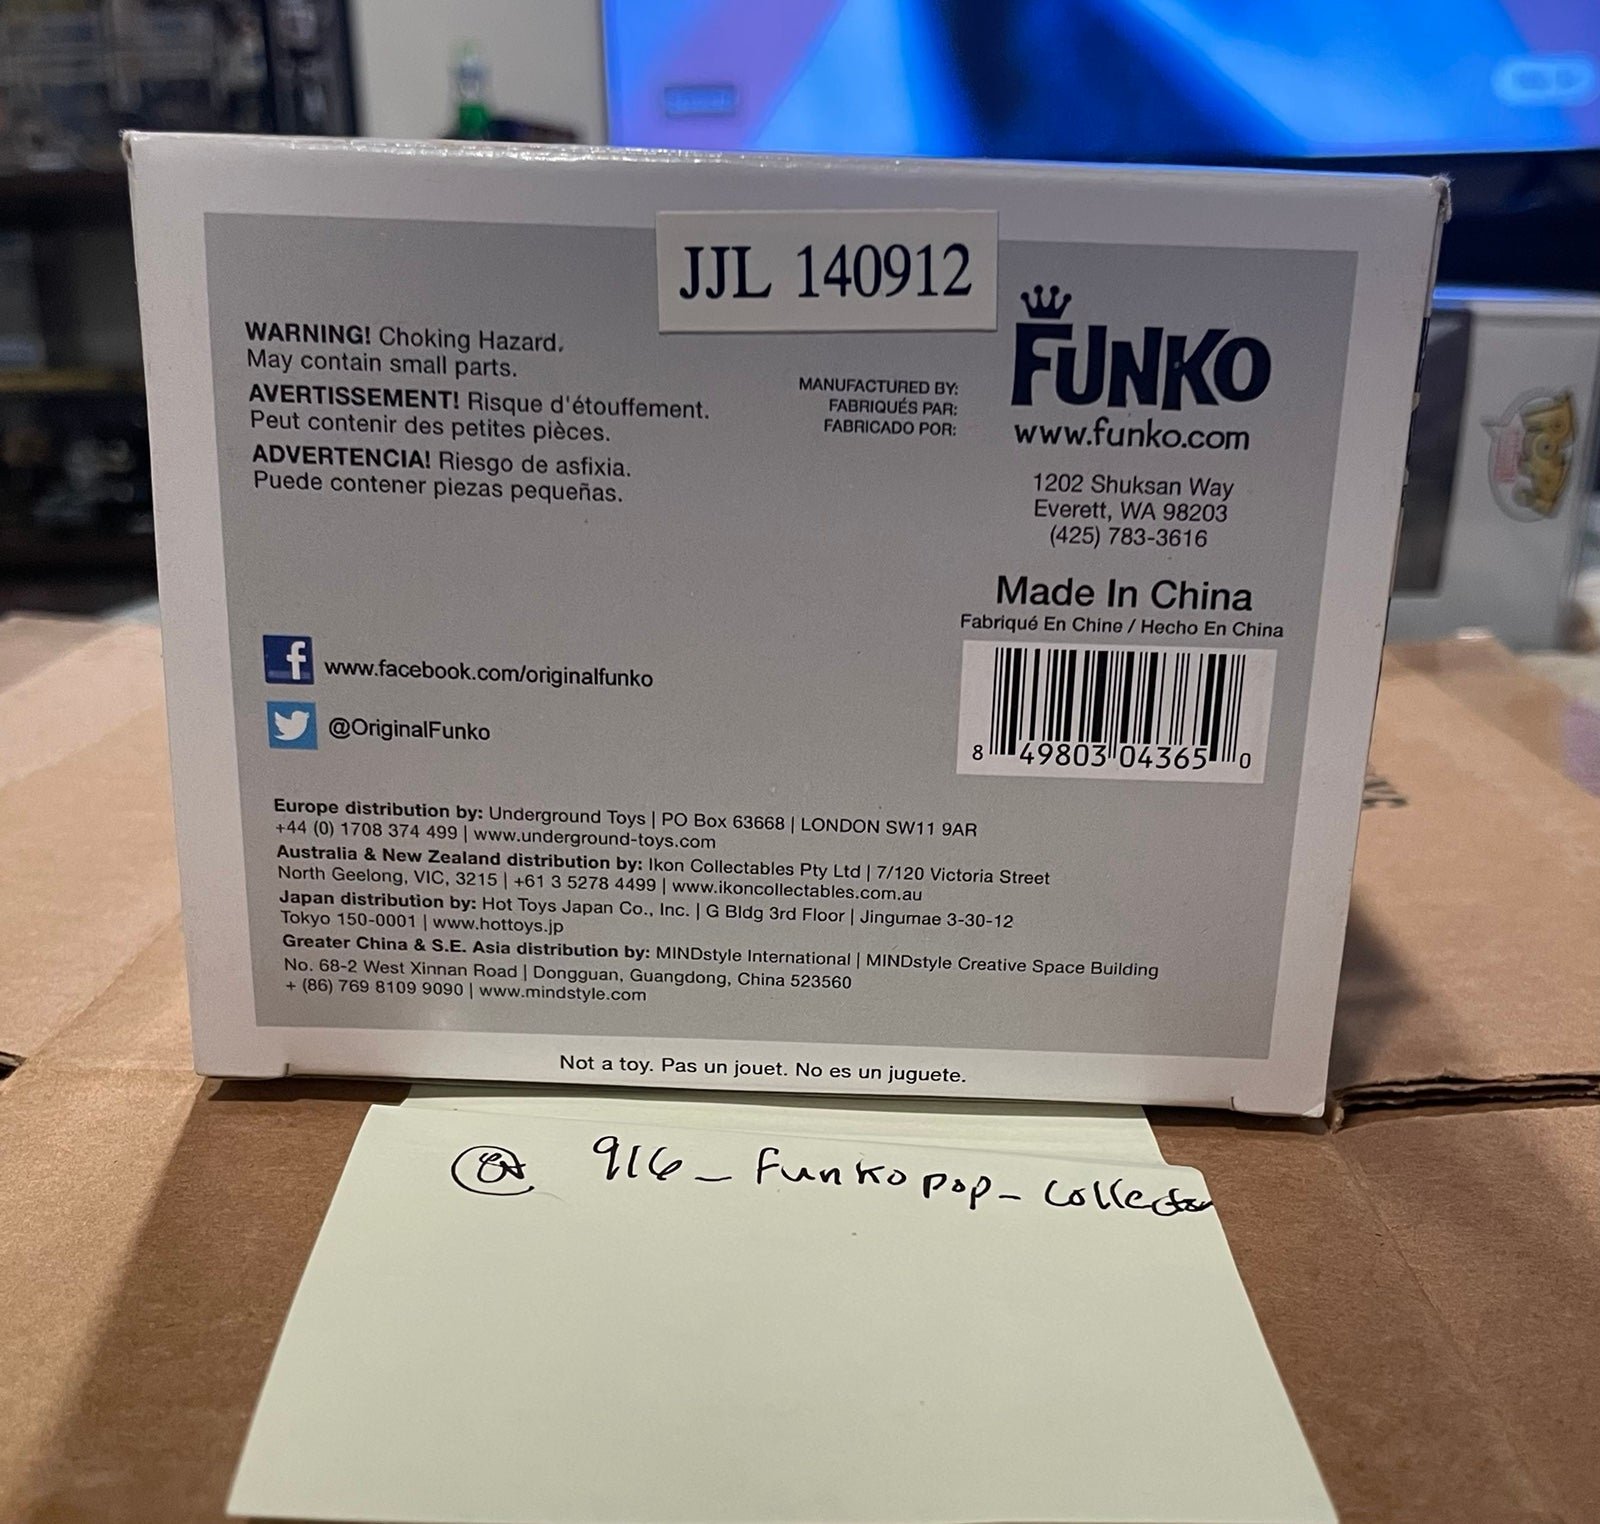 JJL 140912
WARNING! Choking Hazard.
May contain small parts.
AVERTISSEMENT! Risque d'étouffement.
Peut contenir des petites pièces.
ADVERTENCIA! Riesgo de asfixia.
Puede contener piezas pequeñas.
MANUFACTURED BY:
FABRIQUÉS PAR:
FABRICADO POR:
FUNKO
www.funko.com
1202 Shuksan Way
Everett, WA 98203
(425) 783-3616
Made In China
Fabriqué En Chine / Hecho En China
8 49803 04365 0
f www.facebook.com/originalfunko
@OriginalFunko
Europe distribution by: Underground Toys | PO Box 63668 | LONDON SW11 9AR
+44 (0) 1708 374 499 | www.underground-toys.com
Australia & New Zealand distribution by: Ikon Collectables Pty Ltd | 7/120 Victoria Street
North Geelong, VIC, 3215 | +61 3 5278 4499 | www.ikoncollectables.com.au
Japan distribution by: Hot Toys Japan Co., Inc. | G Bldg 3rd Floor | Jingumae 3-30-12
Tokyo 150-0001 | www.hottoys.jp
Greater China & S.E. Asia distribution by: MINDstyle International | MINDstyle Creative Space Building
No. 68-2 West Xinnan Road | Dongguan, Guangdong, China 523560
+ (86) 769 8109 9090 | www.mindstyle.com
Not a toy. Pas un jouet. No es un juguete.
@ 916_Funkopop_Collector
POP!